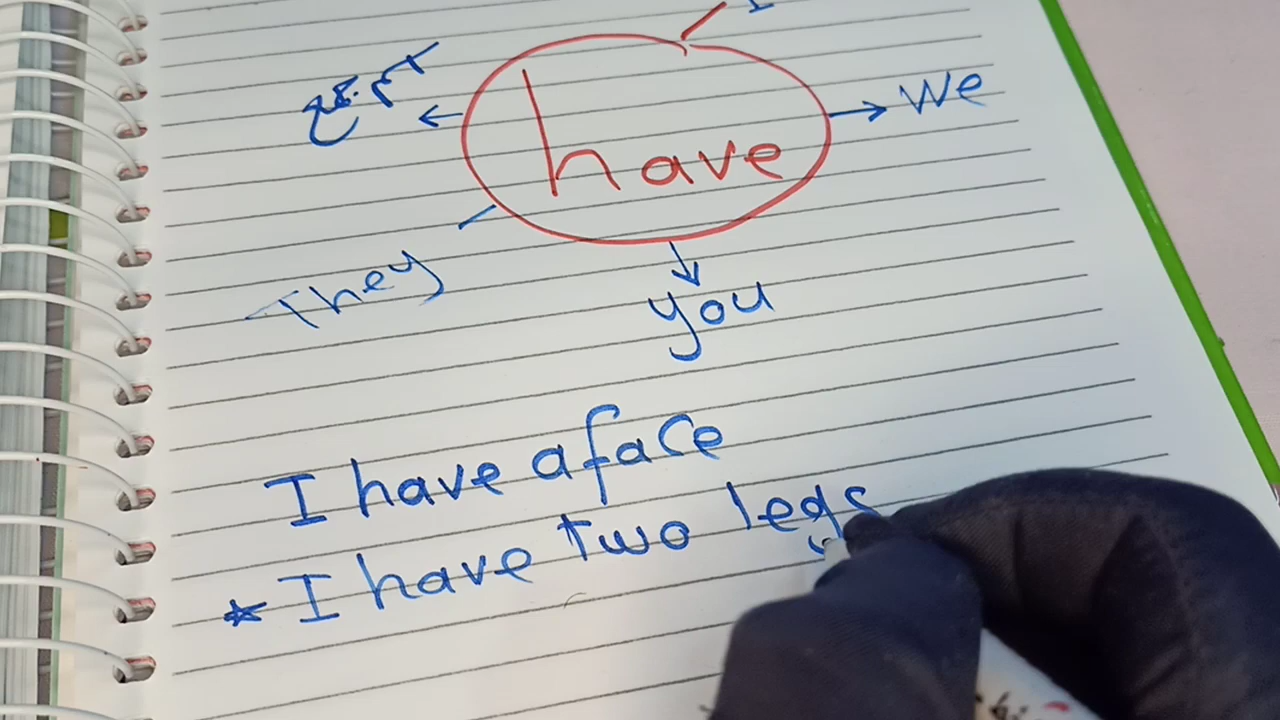 We
have
They
you
I have a face
* I have two legs